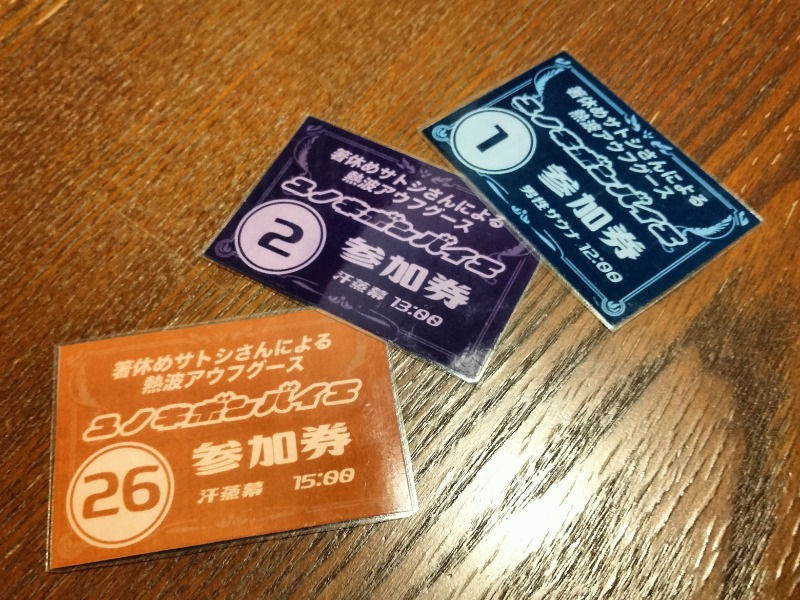 箸休めサトシさんによる
熱波アウフグース
ユノキボンバイエ
1
参加券
男性サウナ 12:00
箸休めサトシさんによる
熱波アウフグース
ユノキボンバイエ
2
参加券
汗蒸幕 13:00
箸休めサトシさんによる
熱波アウフグース
ユノキボンバイエ
26
参加券
汗蒸幕 15:00